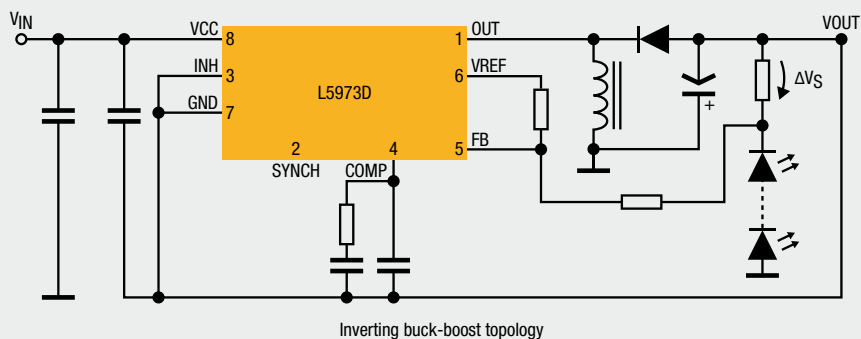 VIN
VCC
8
1
OUT
VOUT
INH
3
6
VREF
ΔVS
L5973D
GND
7
2
4
5
FB
SYNCH
COMP
+
Inverting buck-boost topology